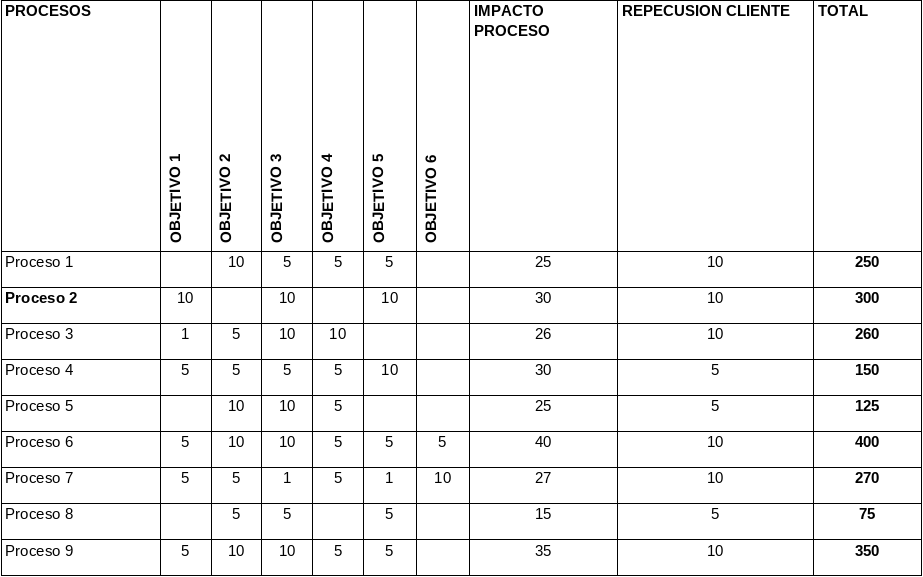 PROCESOS OBJETIVO 1 OBJETIVO 2 OBJETIVO 3 OBJETIVO 4 OBJETIVO 5 OBJETIVO 6 IMPACTO REPECUSION CLIENTE TOTAL
PROCESO
Proceso 1 10 5 5 5 25 10 250
Proceso 2 10 10 10 30 10 300
Proceso 3 1 5 10 10 26 10 260
Proceso 4 5 5 5 5 10 30 5 150
Proceso 5 10 10 5 25 5 125
Proceso 6 5 10 10 5 5 5 40 10 400
Proceso 7 5 5 1 5 1 10 27 10 270
Proceso 8 5 5 5 15 5 75
Proceso 9 5 10 10 5 5 35 10 350